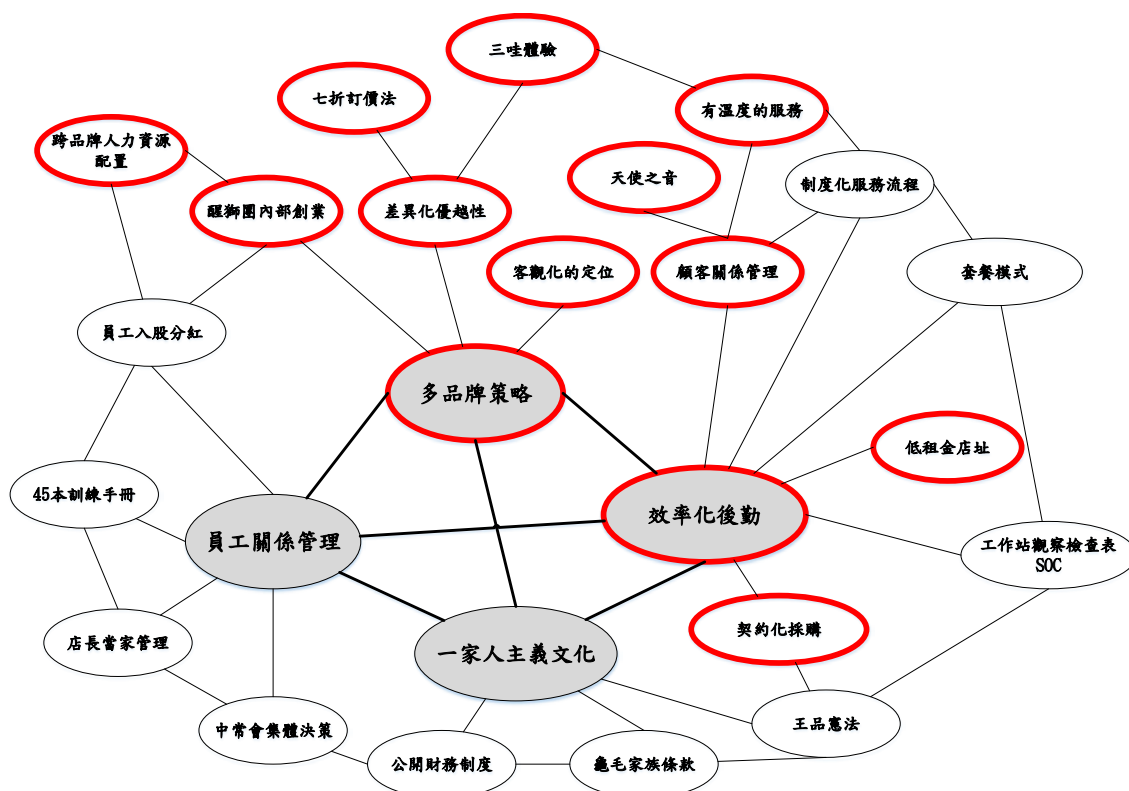 三哇體驗
七折訂價法
有溫度的服務
跨品牌人力資源
配置
天使之音
制度化服務流程
醒獅團內部創業
差異化優越性
客觀化的定位
顧客關係管理
套餐模式
員工入股分紅
多品牌策略
低租金店址
45本訓練手冊
效率化後勤
員工關係管理
工作站觀察檢查表
SOC
店長當家管理
一家人主義文化
契約化採購
中常會集體決策
王品憲法
公開財務制度
龜毛家族條款